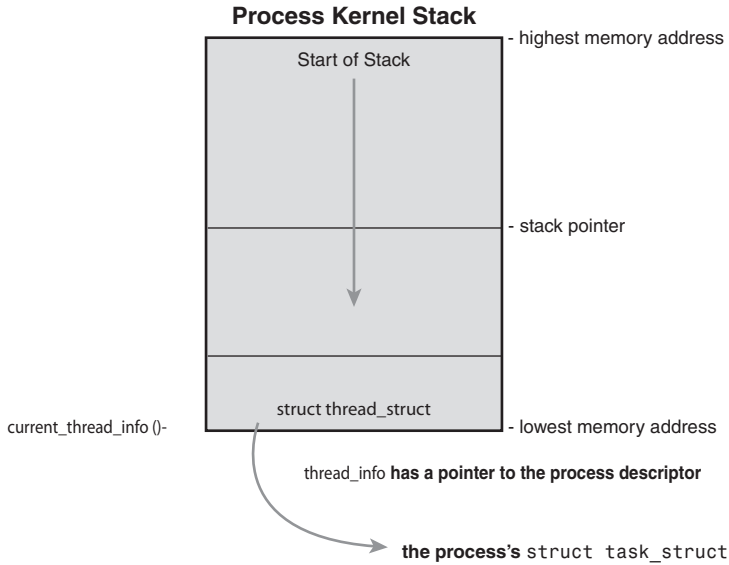 Process Kernel Stack
- highest memory address
Start of Stack
- stack pointer
struct thread_struct
current_thread_info ()-
- lowest memory address
thread_info has a pointer to the process descriptor
the process's struct task_struct